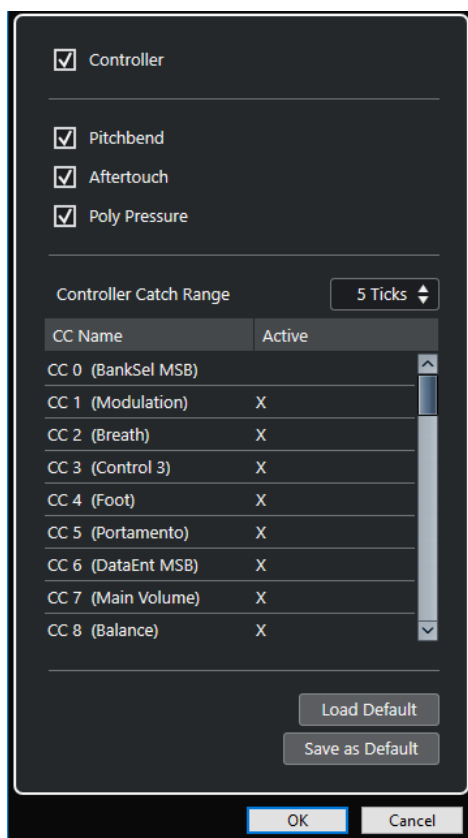 Controller
Pitchbend
Aftertouch
Poly Pressure
Controller Catch Range 5 Ticks
CC Name Active
CC 0 (BankSel MSB)
CC 1 (Modulation) X
CC 2 (Breath) X
CC 3 (Control 3) X
CC 4 (Foot) X
CC 5 (Portamento) X
CC 6 (DataEnt MSB) X
CC 7 (Main Volume) X
CC 8 (Balance) X
Load Default
Save as Default
OK Cancel